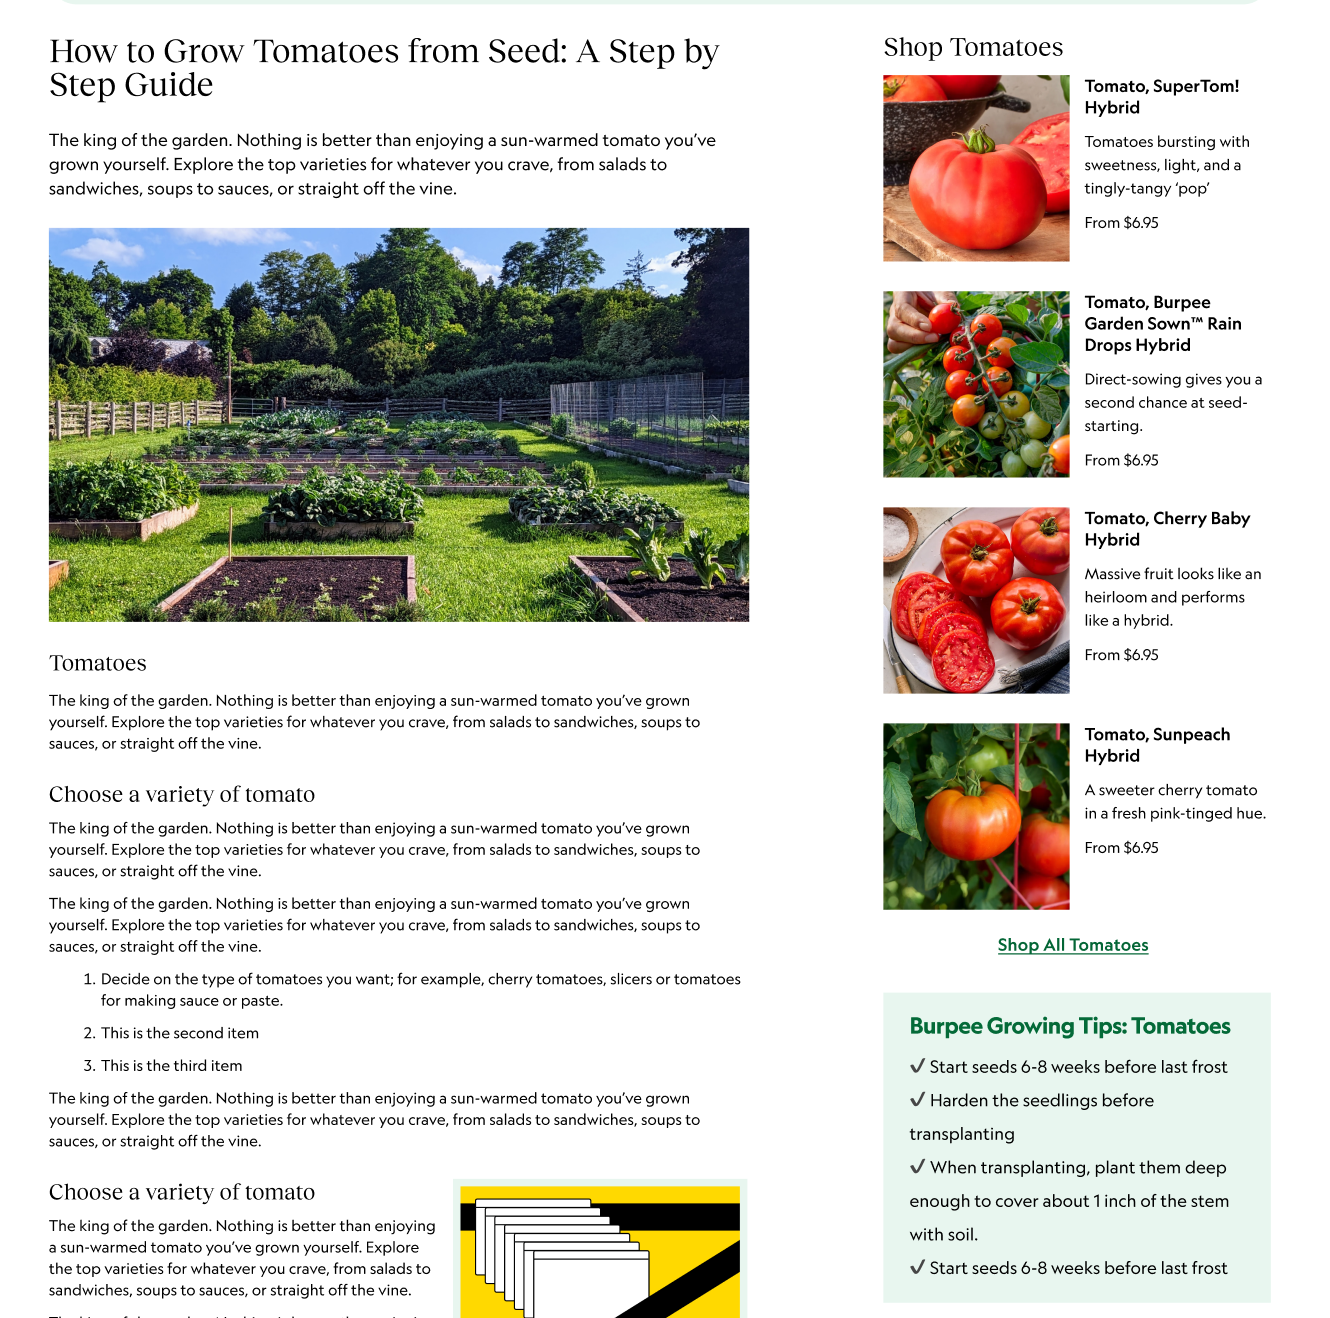 How to Grow Tomatoes from Seed: A Step by
Step Guide
The king of the garden. Nothing is better than enjoying a sun-warmed tomato you’ve
grown yourself. Explore the top varieties for whatever you crave, from salads to
sandwiches, soups to sauces, or straight off the vine.
Tomatoes
The king of the garden. Nothing is better than enjoying a sun-warmed tomato you’ve grown
yourself. Explore the top varieties for whatever you crave, from salads to sandwiches, soups to
sauces, or straight off the vine.
Choose a variety of tomato
The king of the garden. Nothing is better than enjoying a sun-warmed tomato you’ve grown
yourself. Explore the top varieties for whatever you crave, from salads to sandwiches, soups to
sauces, or straight off the vine.
The king of the garden. Nothing is better than enjoying a sun-warmed tomato you’ve grown
yourself. Explore the top varieties for whatever you crave, from salads to sandwiches, soups to
sauces, or straight off the vine.
1. Decide on the type of tomatoes you want; for example, cherry tomatoes, slicers or tomatoes
for making sauce or paste.
2. This is the second item
3. This is the third item
The king of the garden. Nothing is better than enjoying a sun-warmed tomato you’ve grown
yourself. Explore the top varieties for whatever you crave, from salads to sandwiches, soups to
sauces, or straight off the vine.
Choose a variety of tomato
The king of the garden. Nothing is better than enjoying
a sun-warmed tomato you’ve grown yourself. Explore
the top varieties for whatever you crave, from salads to
sandwiches, soups to sauces, or straight off the vine.
Shop Tomatoes
Tomato, SuperTom!
Hybrid
Tomatoes bursting with
sweetness, light, and a
tingly-tangy ‘pop’
From $6.95
Tomato, Burpee
Garden Sown™ Rain
Drops Hybrid
Direct-sowing gives you a
second chance at seed-
starting.
From $6.95
Tomato, Cherry Baby
Hybrid
Massive fruit looks like an
heirloom and performs
like a hybrid.
From $6.95
Tomato, Sunpeach
Hybrid
A sweeter cherry tomato
in a fresh pink-tinged hue.
From $6.95
Shop All Tomatoes
Burpee Growing Tips: Tomatoes
✓ Start seeds 6-8 weeks before last frost
✓ Harden the seedlings before
transplanting
✓ When transplanting, plant them deep
enough to cover about 1 inch of the stem
with soil.
✓ Start seeds 6-8 weeks before last frost